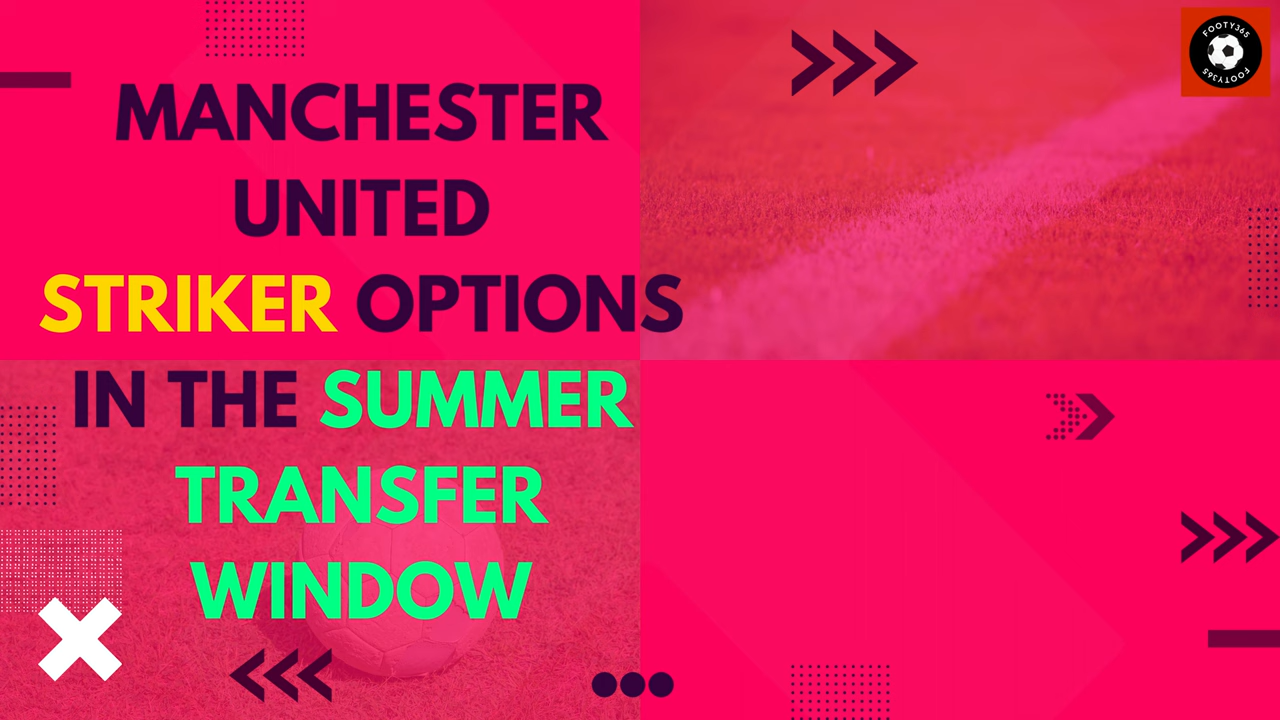 MANCHESTER
UNITED
STRIKER OPTIONS
IN THE SUMMER
TRANSFER
WINDOW
FOOTY365
FOOTY365